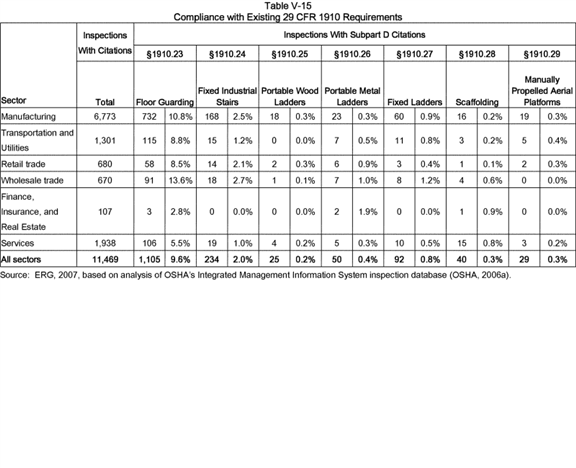 Table V-15
Compliance with Existing 29 CFR 1910 Requirements
Inspections With Citations
Inspections With Subpart D Citations
§1910.23 §1910.24 §1910.25 §1910.26 §1910.27 §1910.28 §1910.29
Sector Total Floor Guarding Fixed Industrial Stairs Portable Wood Ladders Portable Metal Ladders Fixed Ladders Scaffolding Manually Propelled Aerial Platforms
Manufacturing 6,773 732 10.8% 168 2.5% 18 0.3% 23 0.3% 60 0.9% 16 0.2% 19 0.3%
Transportation and Utilities 1,301 115 8.8% 15 1.2% 0 0.0% 7 0.5% 11 0.8% 3 0.2% 5 0.4%
Retail trade 680 58 8.5% 14 2.1% 2 0.3% 6 0.9% 3 0.4% 1 0.1% 2 0.3%
Wholesale trade 670 91 13.6% 18 2.7% 1 0.1% 7 1.0% 8 1.2% 4 0.6% 0 0.0%
Finance, Insurance, and Real Estate 107 3 2.8% 0 0.0% 0 0.0% 2 1.9% 0 0.0% 1 0.9% 0 0.0%
Services 1,938 106 5.5% 19 1.0% 4 0.2% 5 0.3% 10 0.5% 15 0.8% 3 0.2%
All sectors 11,469 1,105 9.6% 234 2.0% 25 0.2% 50 0.4% 92 0.8% 40 0.3% 29 0.3%
Source: ERG, 2007, based on analysis of OSHA's Integrated Management Information System inspection database (OSHA, 2006a).